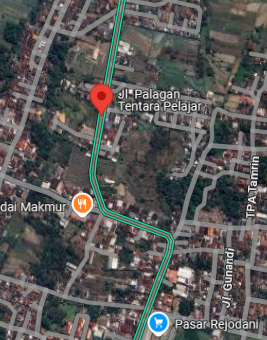 Jl. Palagan
Tentara Pelajar
dai Makmur
TPA Tamrin
Jl. Gunandi
Pasar Rejodani